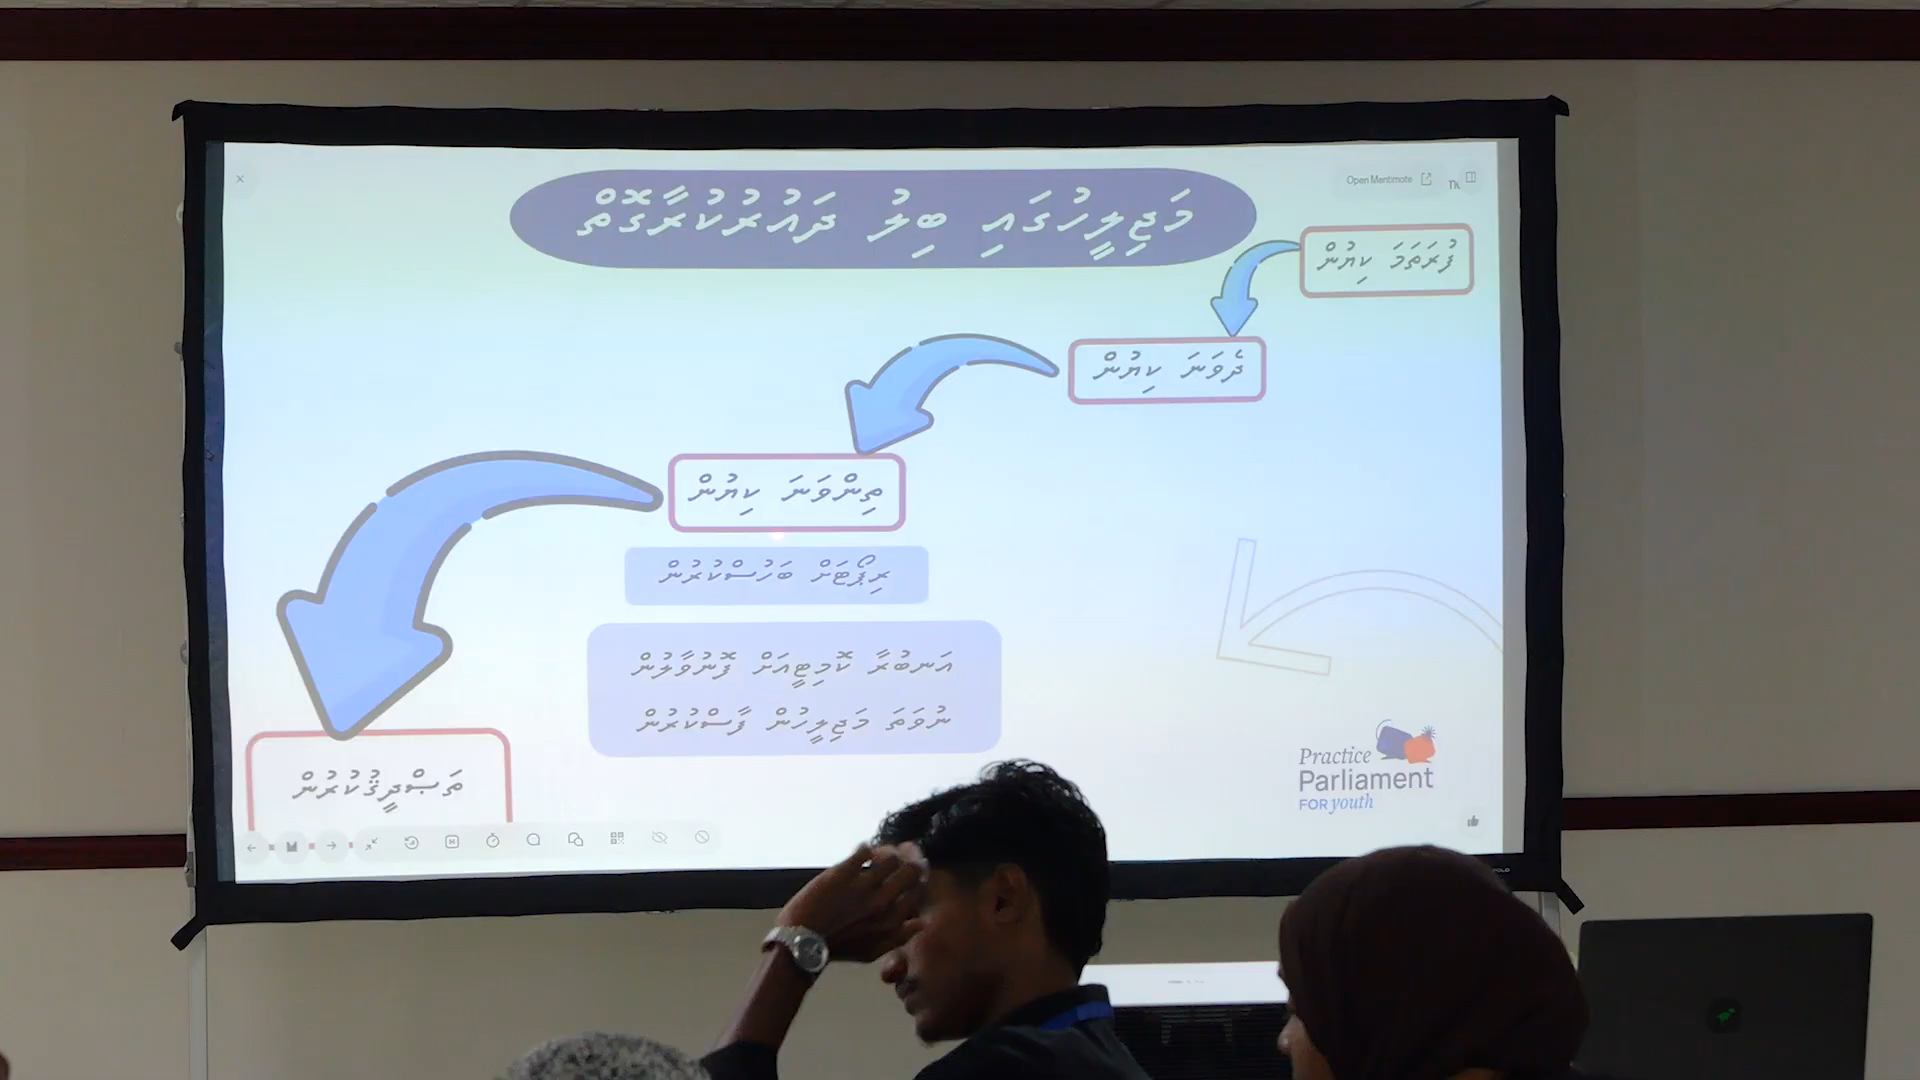 މަޖިލީހުގައި ބިލު ދައުރުކުރާގޮތް
Open Mentimote
ފުރަތަމަ ކިޔުން
ދެވަނަ ކިޔުން
ތިންވަނަ ކިޔުން
ރިޕޯޓަށް ބަހުސްކުރުން
އަނބުރާ ކޮމިޓީއަށް ފޮނުވާލުން
ނުވަތަ މަޖިލީހުން ފާސްކުރުން
ތަޞްދީޤުކުރުން
Practice
Parliament
FOR youth